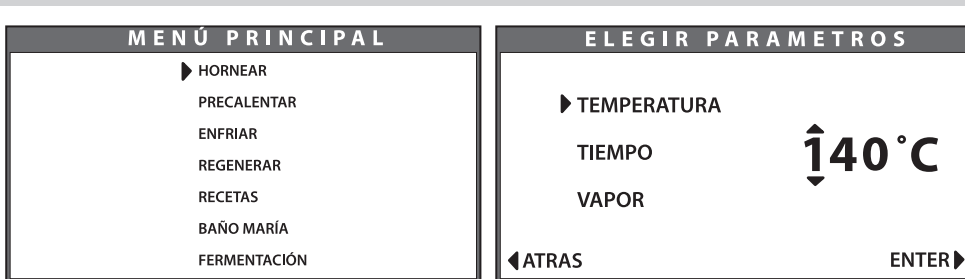 MENÚ PRINCIPAL
HORNEAR
PRECALENTAR
ENFRIAR
REGENERAR
RECETAS
BAÑO MARÍA
FERMENTACIÓN
ELEGIR PARAMETROS
TEMPERATURA
TIEMPO
140°C
VAPOR
ATRAS
ENTER